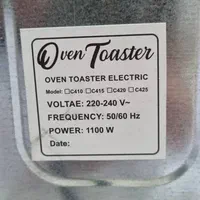 Oven Toaster
OVEN TOASTER ELECTRIC
Model: □C410 □C415 □C420 □C425
VOLTAE: 220-240 V~
FREQUENCY: 50/60 Hz
POWER: 1100 W
Date: